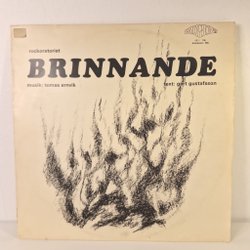 rockoratoriet
BRINNANDE
musik: tomas ernvik
text: gert gustafsson